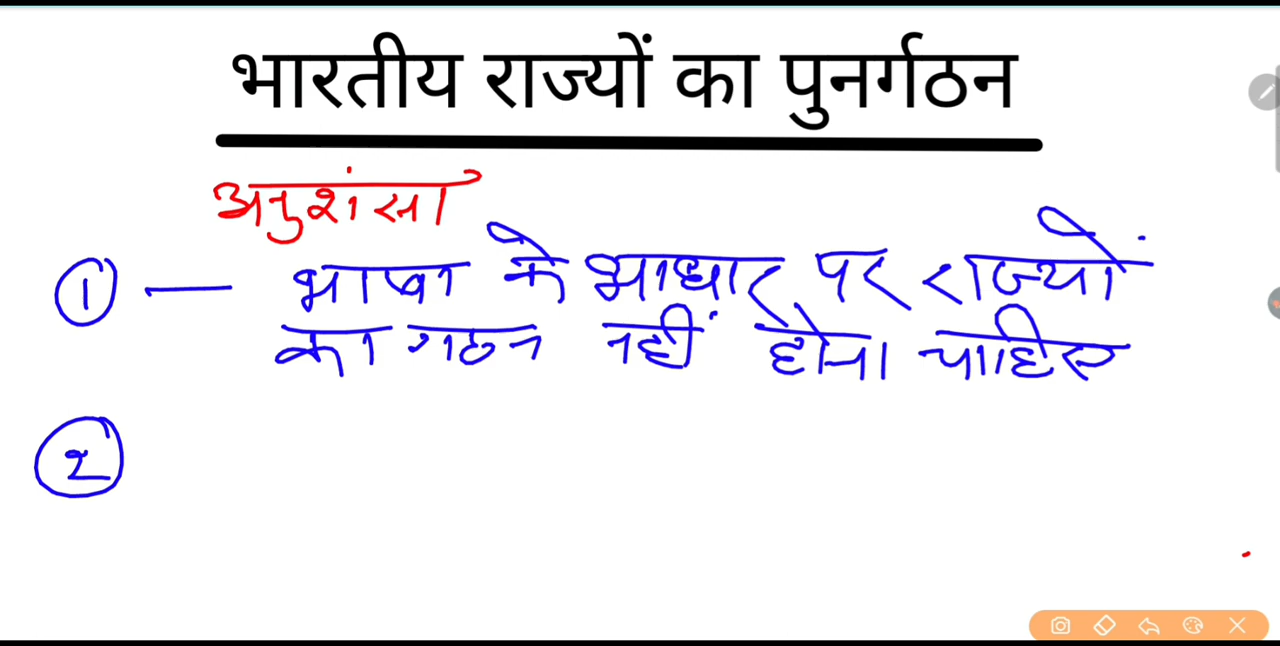 भारतीय राज्यों का पुनर्गठन
अनुशंसा
① — भाषा के आधार पर राज्यों
का गठन नहीं होना चाहिए
②